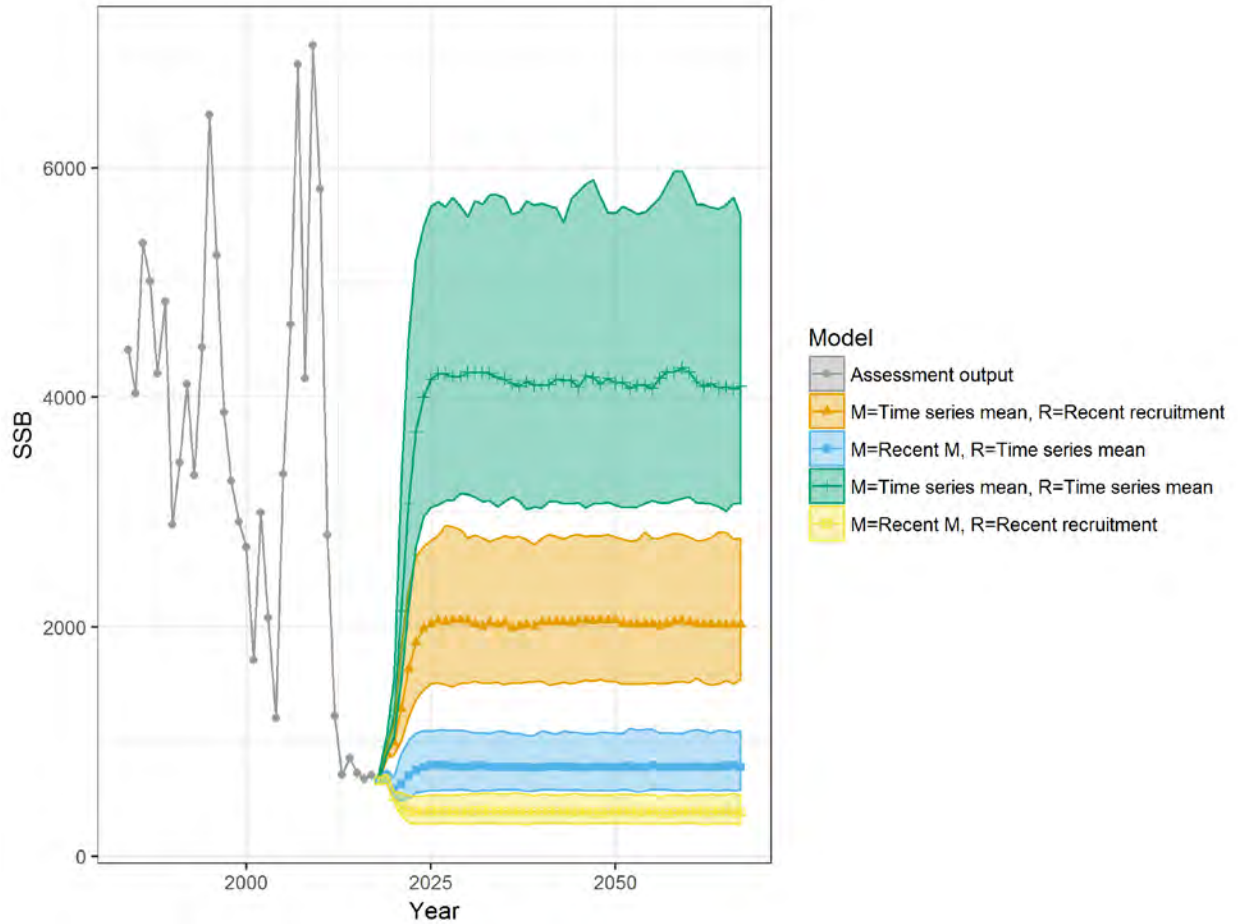 6000
4000
2000
0
SSB
2000
2025
2050
Year
Model
Assessment output
M=Time series mean, R=Recent recruitment
M=Recent M, R=Time series mean
M=Time series mean, R=Time series mean
M=Recent M, R=Recent recruitment